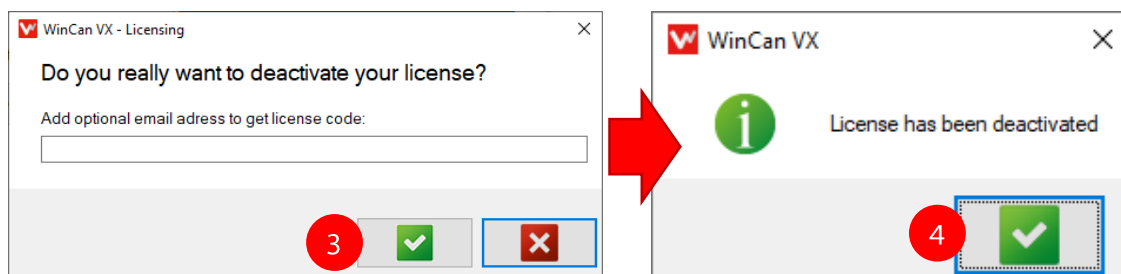 WinCan VX - Licensing
Do you really want to deactivate your license?
Add optional email adress to get license code:
3
WinCan VX
License has been deactivated
4